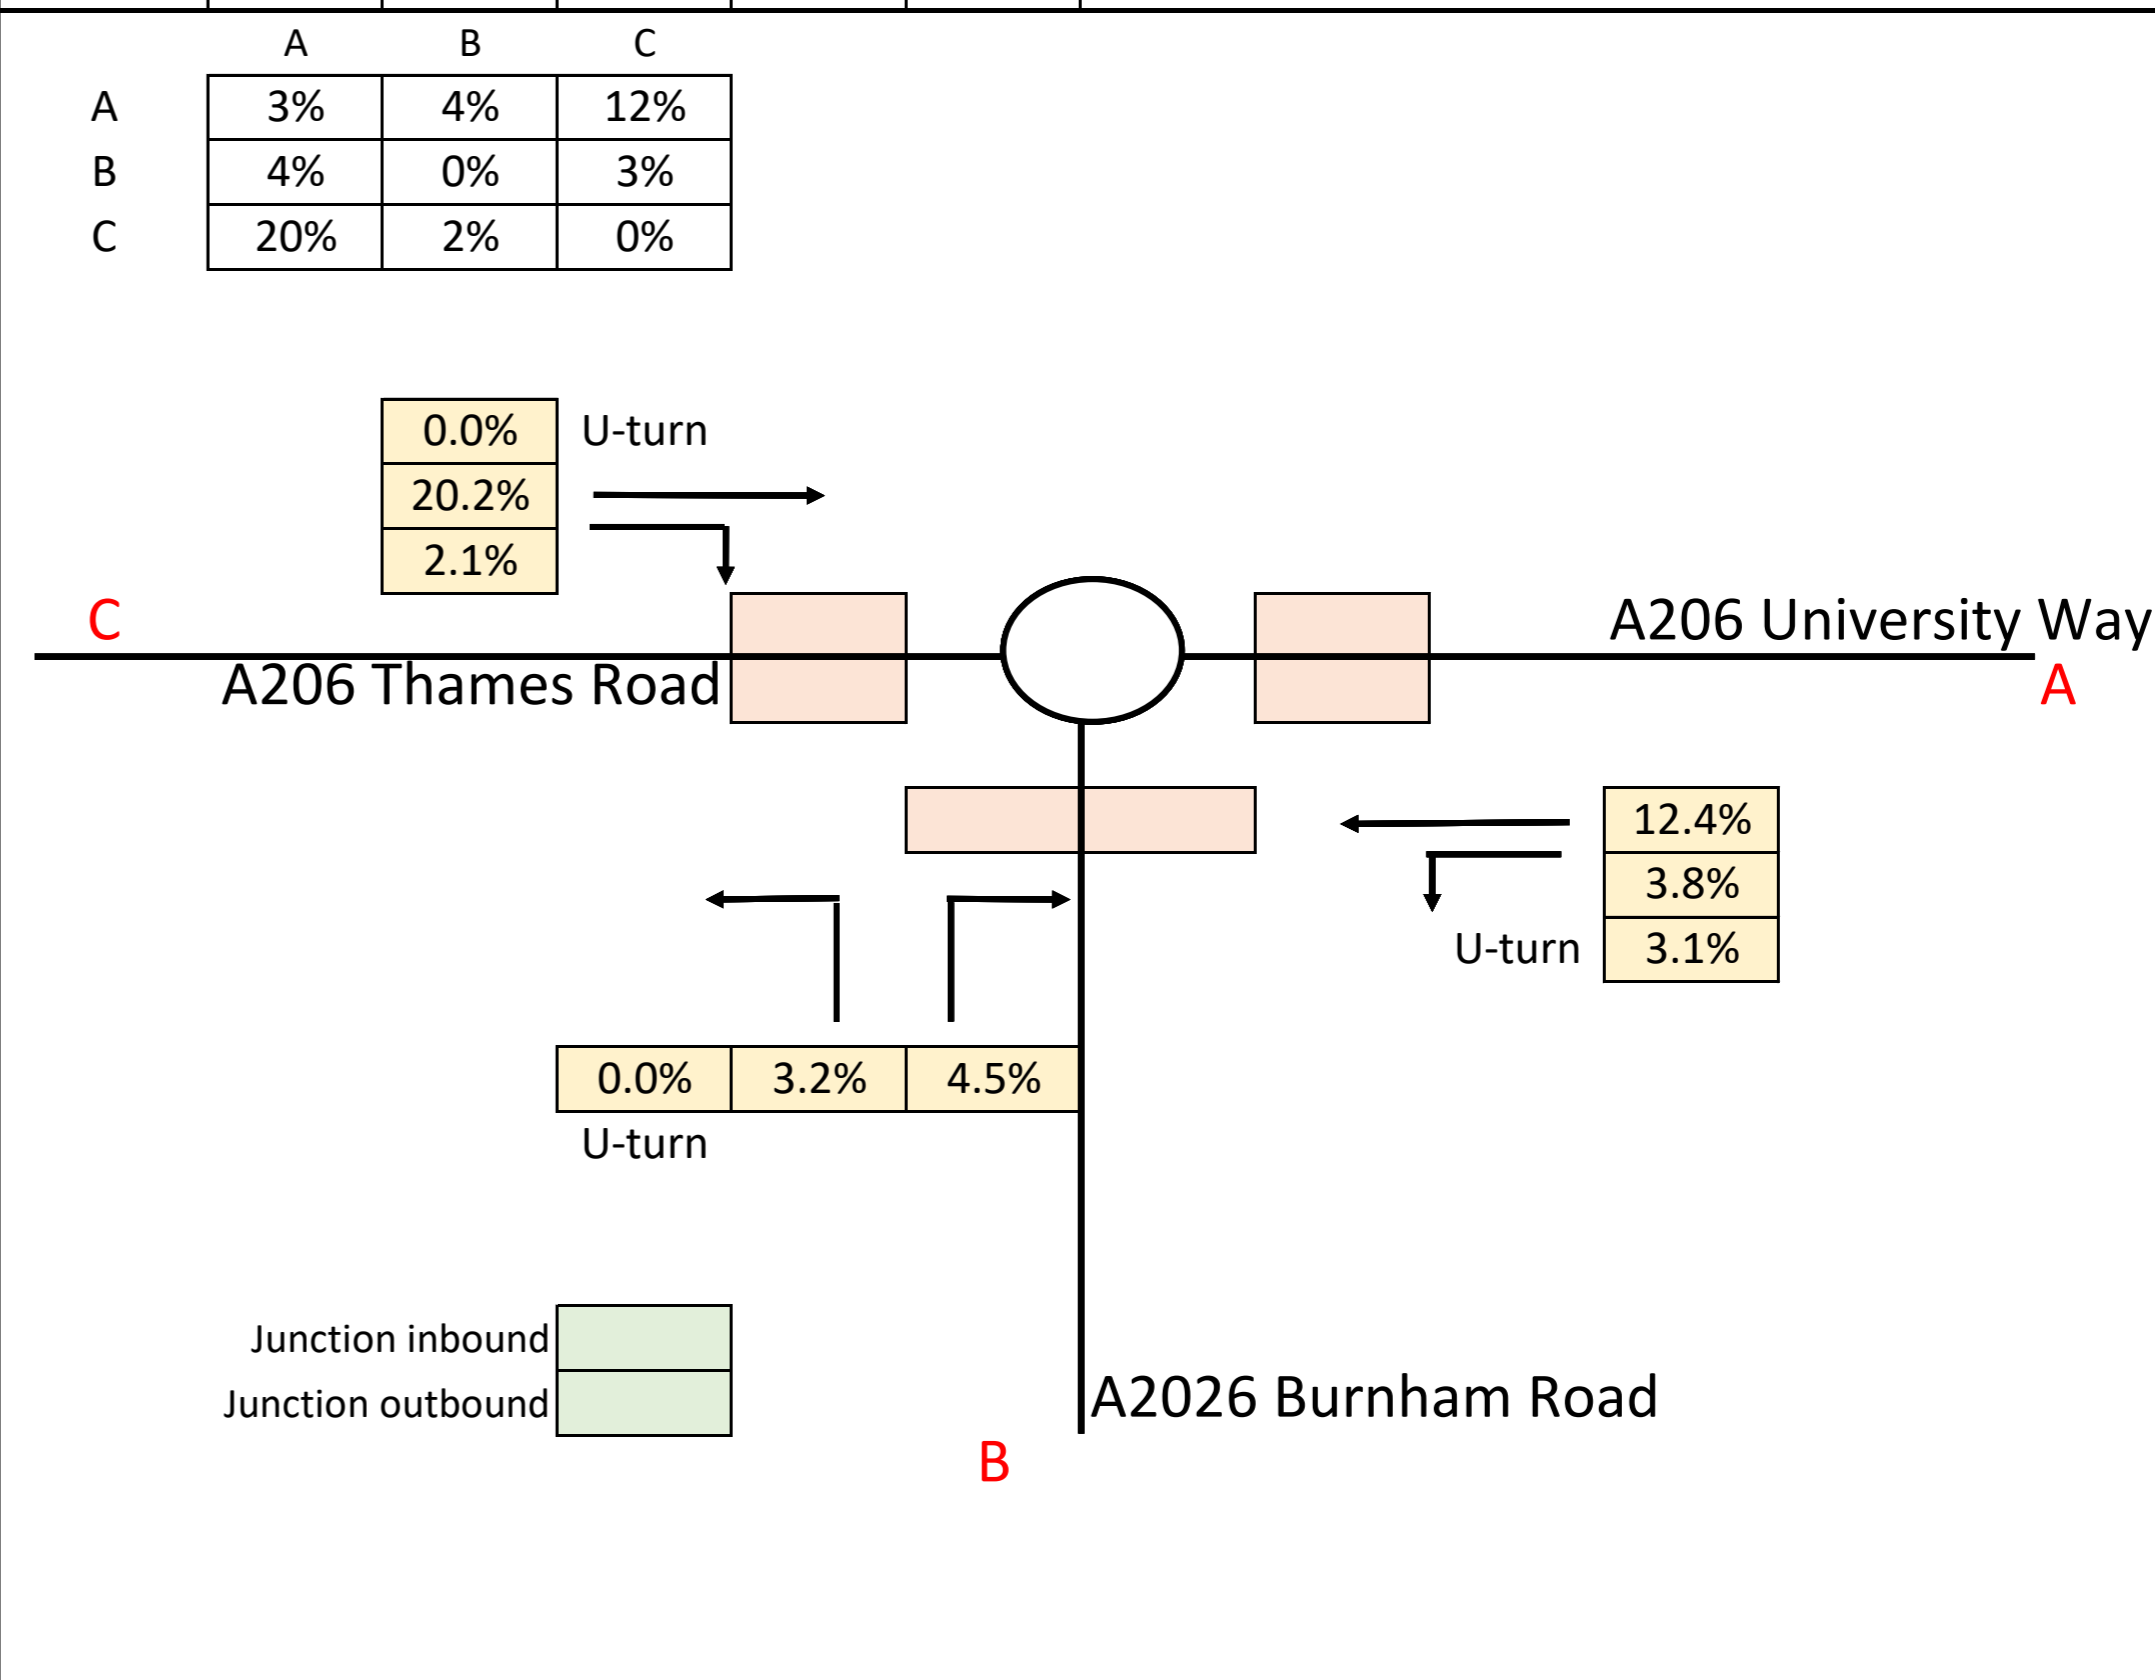 A B C
A 3% 4% 12%
B 4% 0% 3%
C 20% 2% 0%
0.0% U-turn
20.2%
2.1%
C
A206 University Way
A206 Thames Road
A
12.4%
3.8%
U-turn 3.1%
0.0% 3.2% 4.5%
U-turn
Junction inbound
Junction outbound
A2026 Burnham Road
B